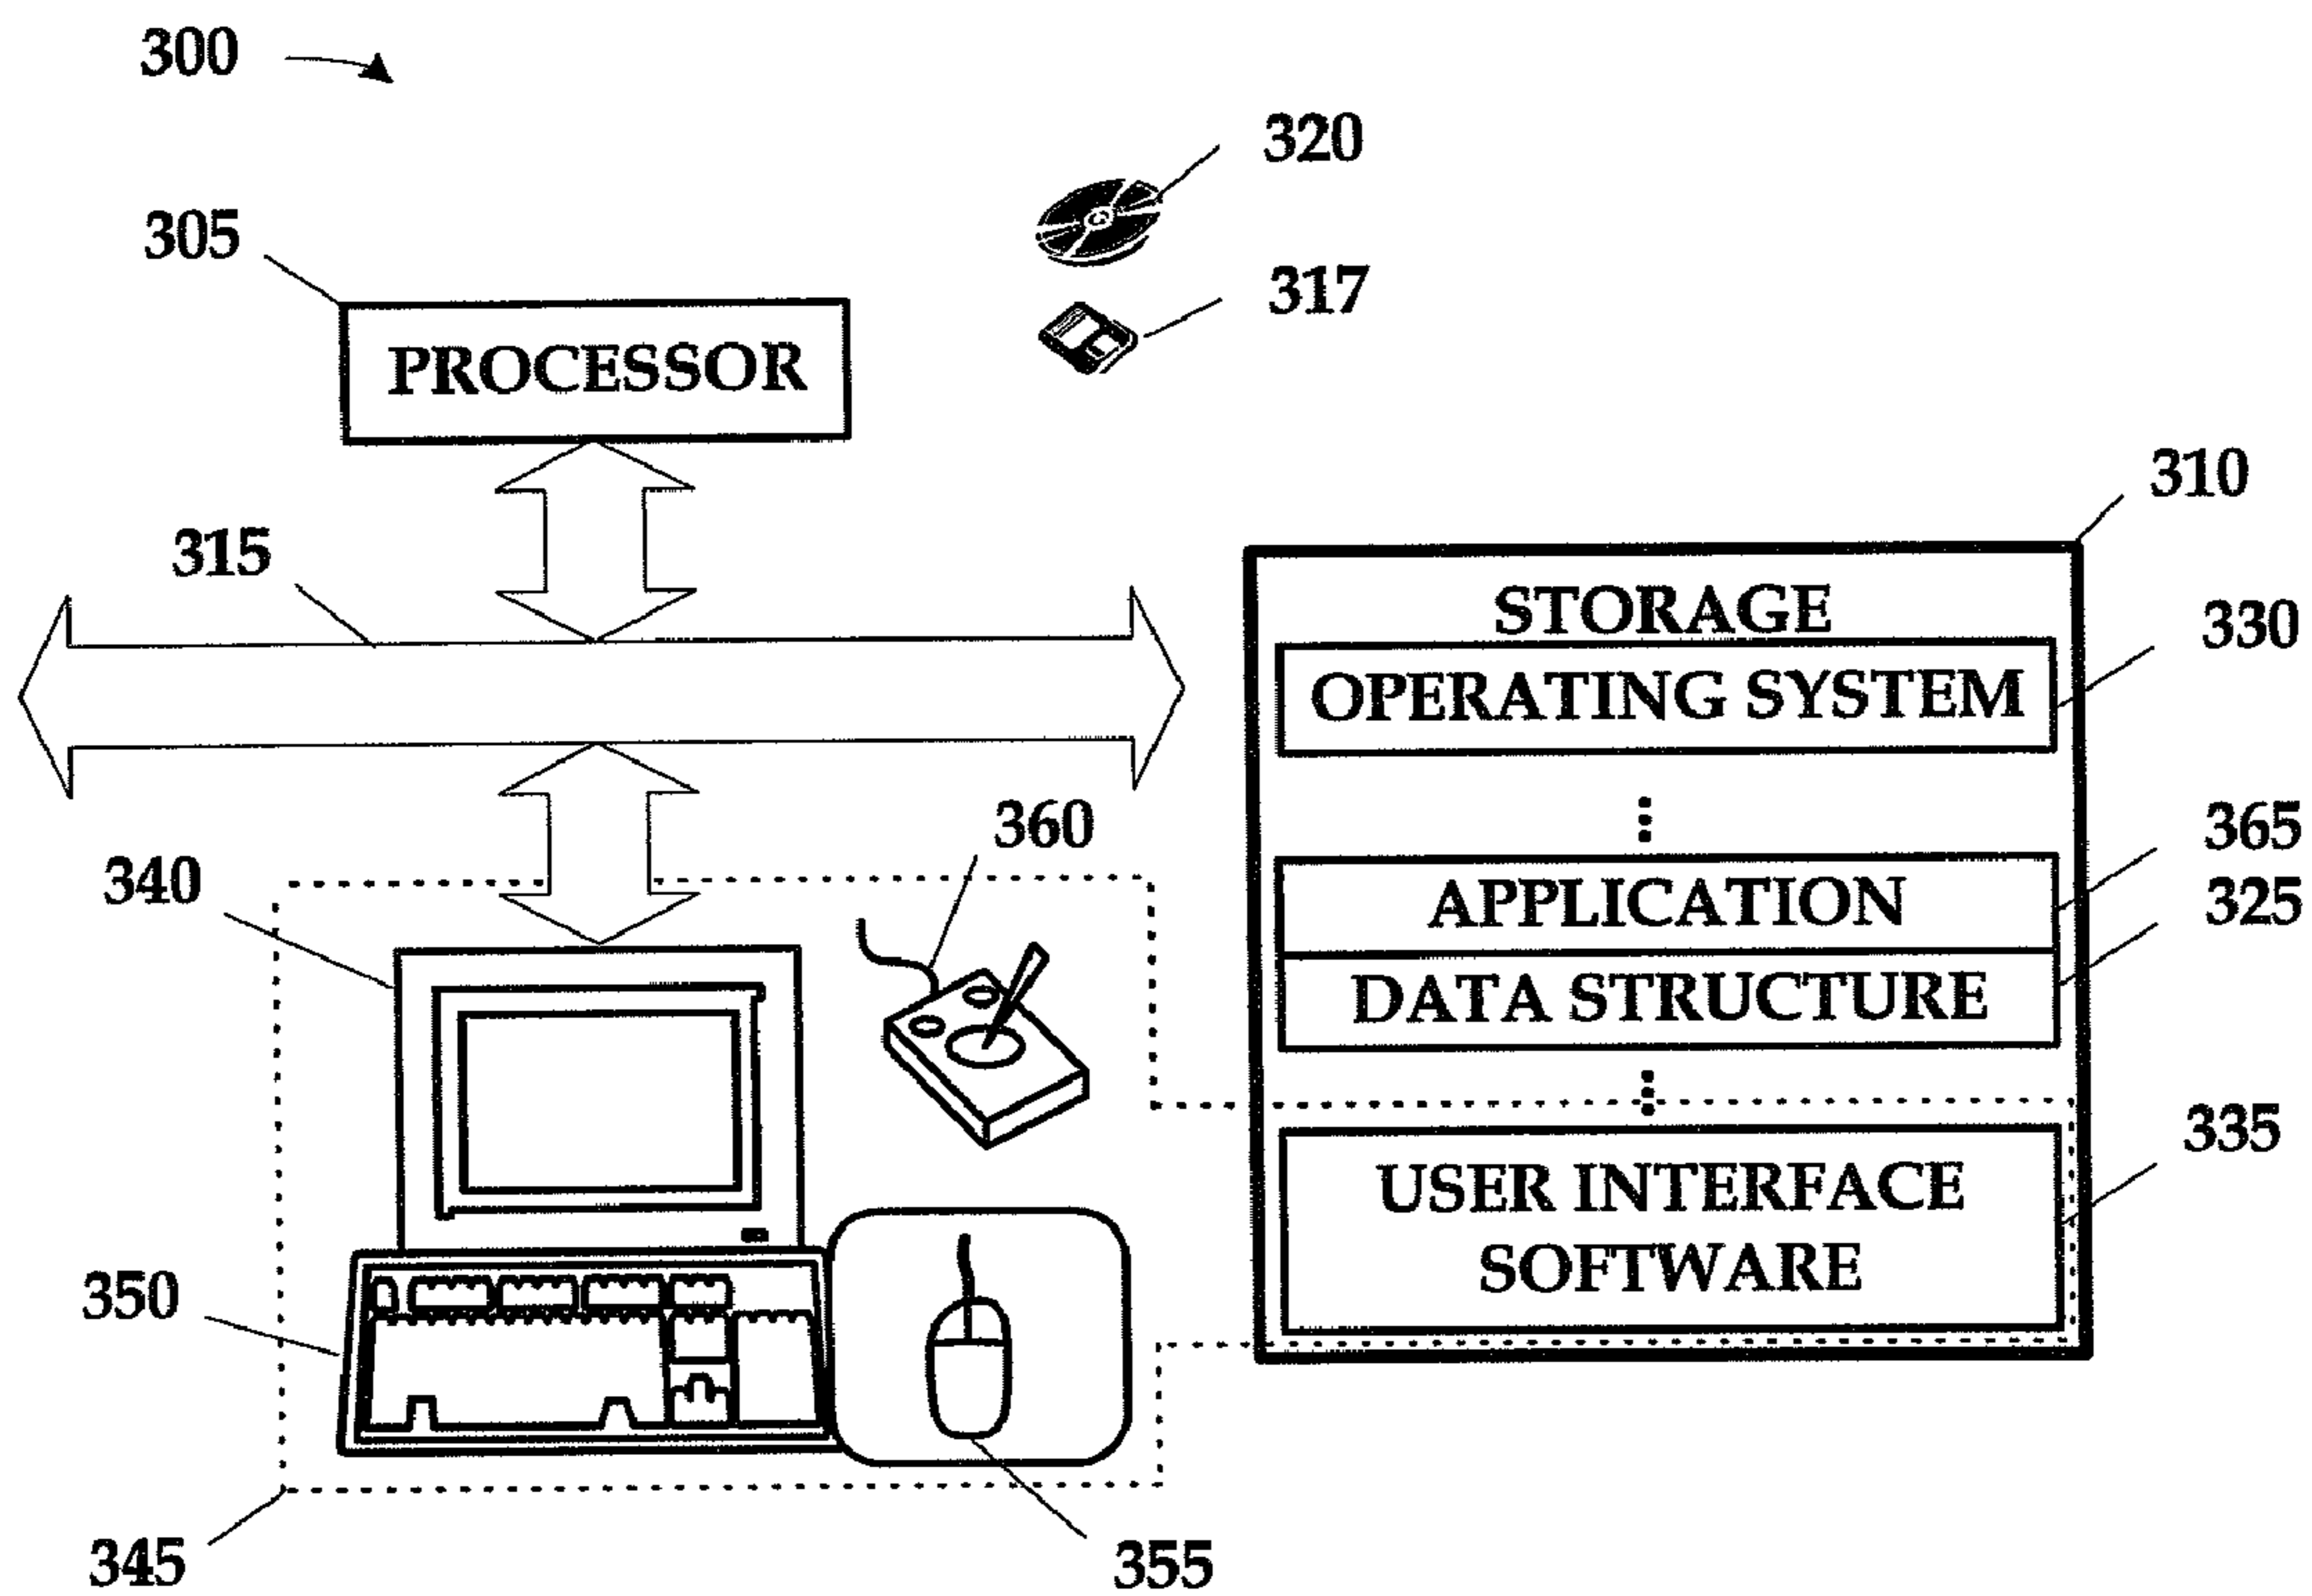 300
320
305
317
PROCESSOR
310
315
STORAGE
330
OPERATING SYSTEM
360
365
340
APPLICATION
325
DATA STRUCTURE
335
USER INTERFACE
SOFTWARE
350
345
355